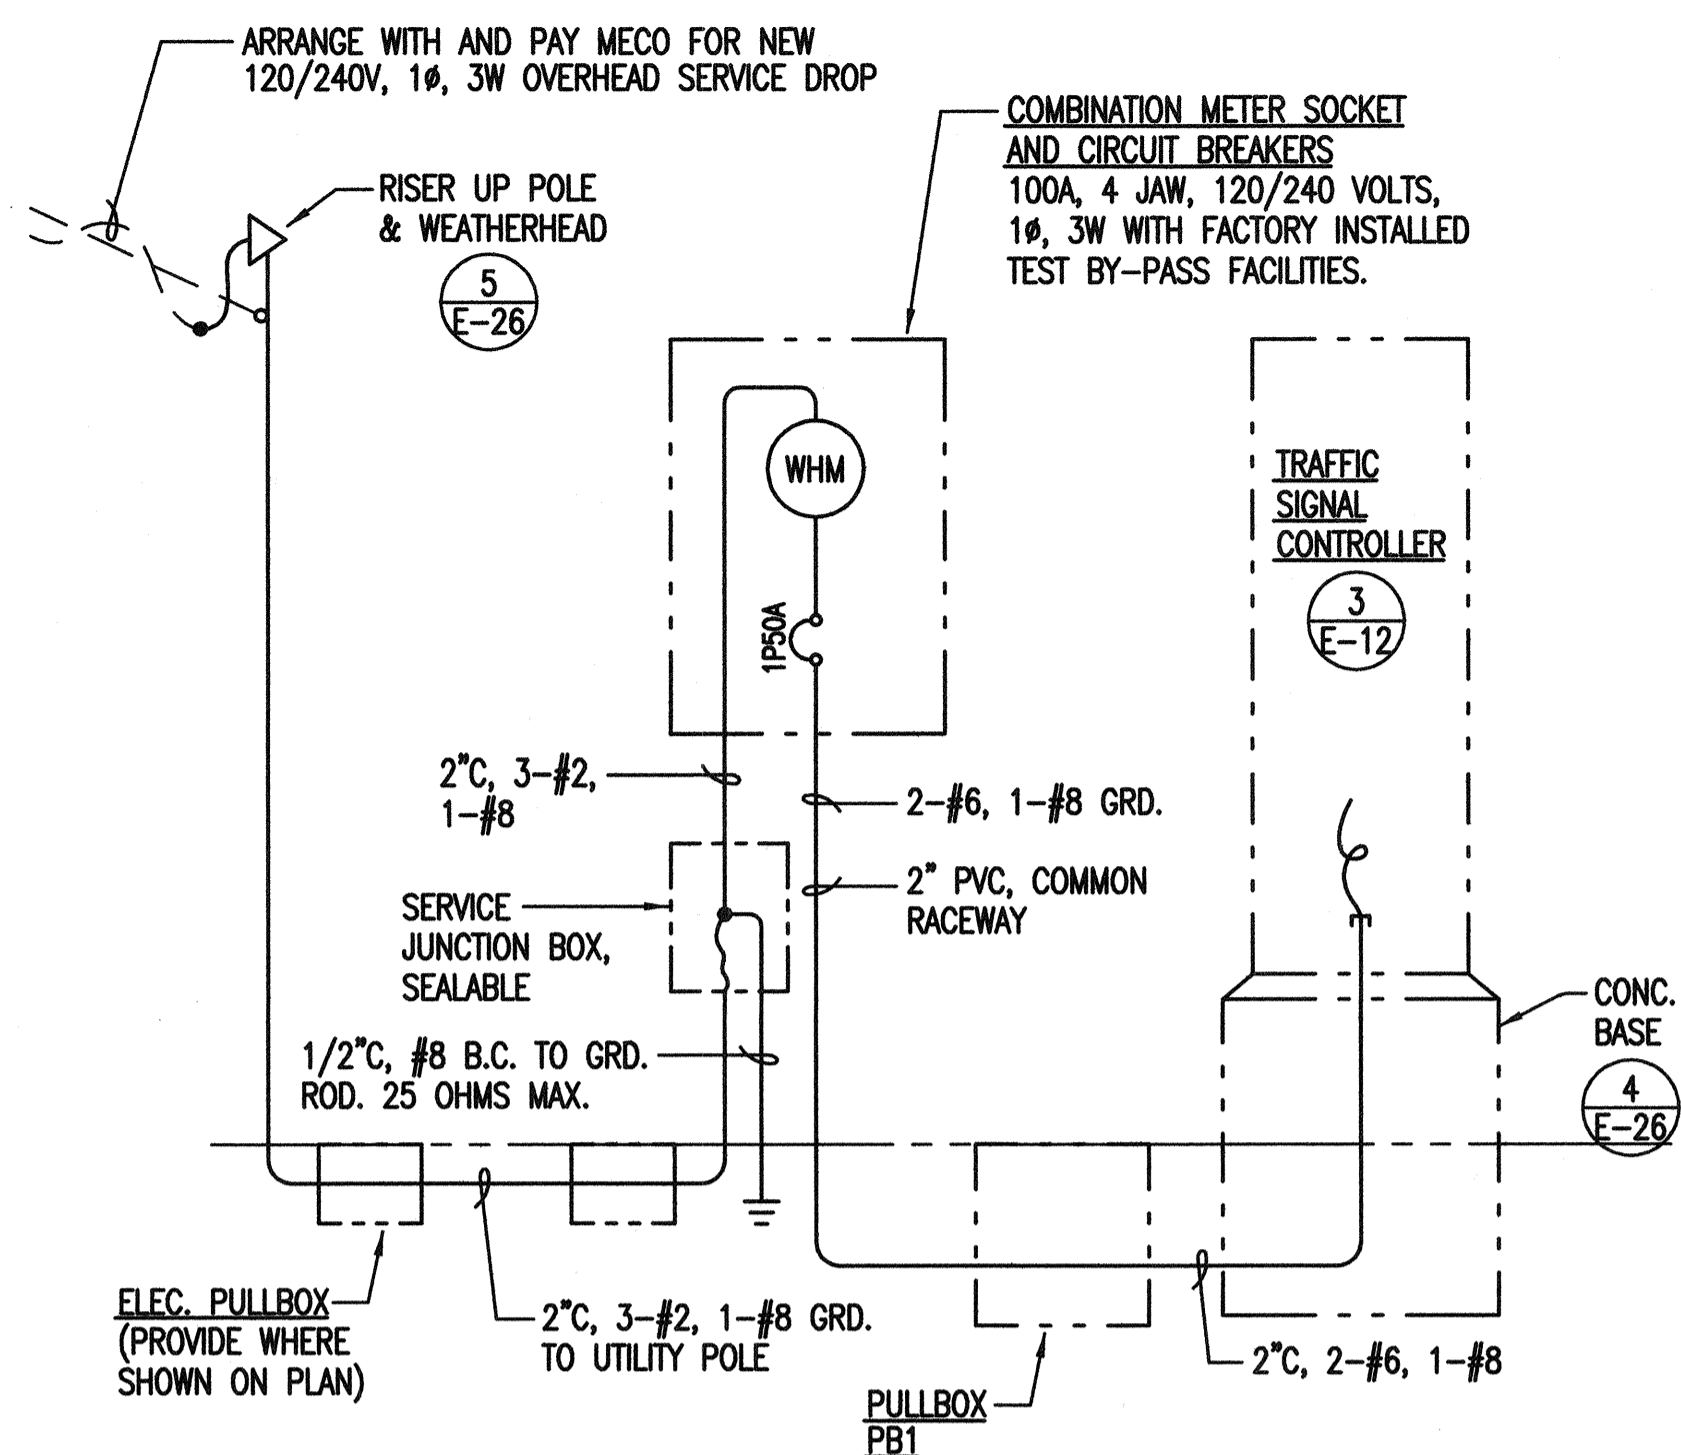 ARRANGE WITH AND PAY MECO FOR NEW
120/240V, 1ø, 3W OVERHEAD SERVICE DROP
COMBINATION METER SOCKET
AND CIRCUIT BREAKERS
100A, 4 JAW, 120/240 VOLTS,
1ø, 3W WITH FACTORY INSTALLED
TEST BY-PASS FACILITIES.
RISER UP POLE
& WEATHERHEAD
5
E-26
WHM
1P50A
TRAFFIC
SIGNAL
CONTROLLER
3
E-12
2"C, 3-#2,
1-#8
2-#6, 1-#8 GRD.
2" PVC, COMMON
RACEWAY
SERVICE
JUNCTION BOX,
SEALABLE
CONC.
BASE
4
E-26
1/2"C, #8 B.C. TO GRD.
ROD. 25 OHMS MAX.
ELEC. PULLBOX
(PROVIDE WHERE
SHOWN ON PLAN)
2"C, 3-#2, 1-#8 GRD.
TO UTILITY POLE
2"C, 2-#6, 1-#8
PULLBOX
PB1